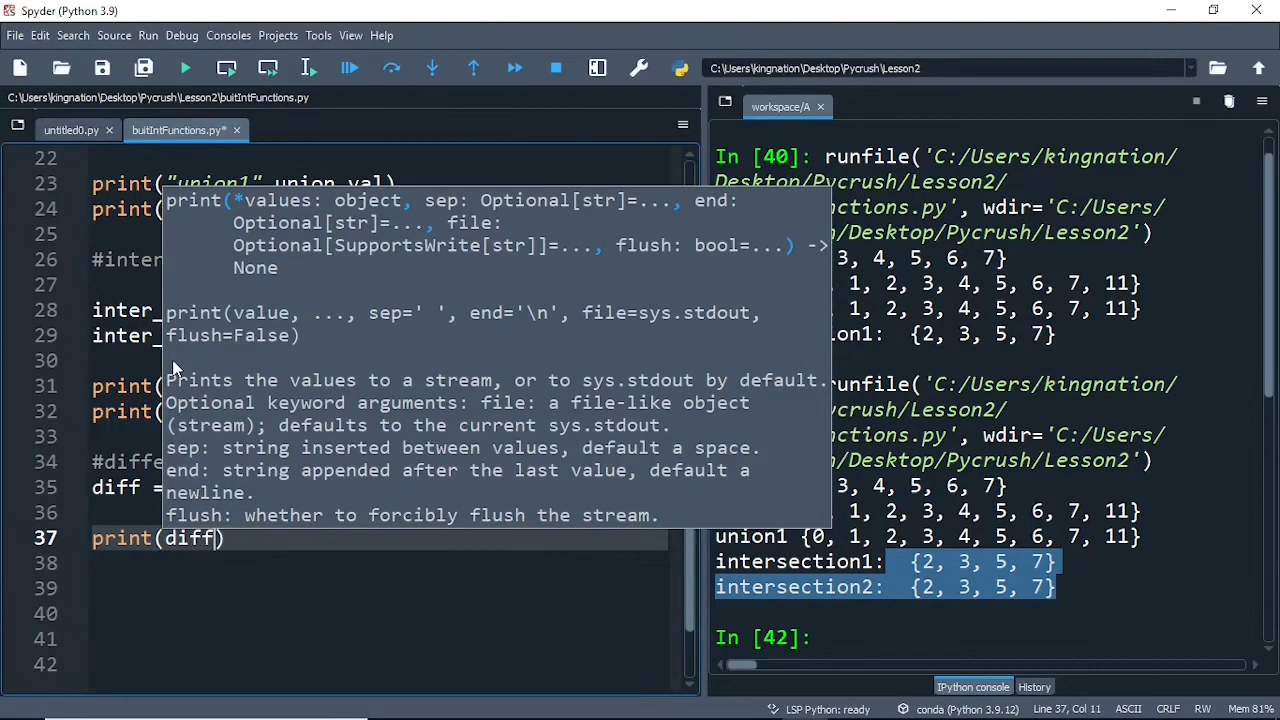 Spyder (Python 3.9)
File Edit Search Source Run Debug Consoles Projects Tools View Help
C:\Users\kingnation\Desktop\Pycrush\Lesson2
C:\Users\kingnation\Desktop\Pycrush\Lesson2\buitIntFunctions.py
untitled0.py
buitIntFunctions.py*
22
23 print("union1" union_val)
24 print(
25
26 #inter
27
28 inter_
29 inter_
30
31 print(
32 print(
33
34 #diffe
35 diff =
36
37 print(diff)
38
39
40
41
42
print(*values: object, sep: Optional[str]=..., end:
Optional[str]=..., file:
Optional[SupportsWrite[str]]=..., flush: bool=...) ->
None
print(value, ..., sep=' ', end='\n', file=sys.stdout,
flush=False)
Prints the values to a stream, or to sys.stdout by default.
Optional keyword arguments: file: a file-like object
(stream); defaults to the current sys.stdout.
sep: string inserted between values, default a space.
end: string appended after the last value, default a
newline.
flush: whether to forcibly flush the stream.
workspace/A
In [40]: runfile('C:/Users/kingnation/
Desktop/Pycrush/Lesson2/
nctions.py', wdir='C:/Users/
n/Desktop/Pycrush/Lesson2')
3, 4, 5, 6, 7}
, 1, 2, 3, 4, 5, 6, 7, 11}
, 1, 2, 3, 4, 5, 6, 7, 11}
ion1: {2, 3, 5, 7}
runfile('C:/Users/kingnation/
Desktop/Pycrush/Lesson2/
nctions.py', wdir='C:/Users/
n/Desktop/Pycrush/Lesson2')
3, 4, 5, 6, 7}
, 1, 2, 3, 4, 5, 6, 7, 11}
union1 {0, 1, 2, 3, 4, 5, 6, 7, 11}
intersection1: {2, 3, 5, 7}
intersection2: {2, 3, 5, 7}
In [42]:
IPython console
History
LSP Python: ready conda (Python 3.9.12) Line 37, Col 11 ASCII CRLF RW Mem 81%